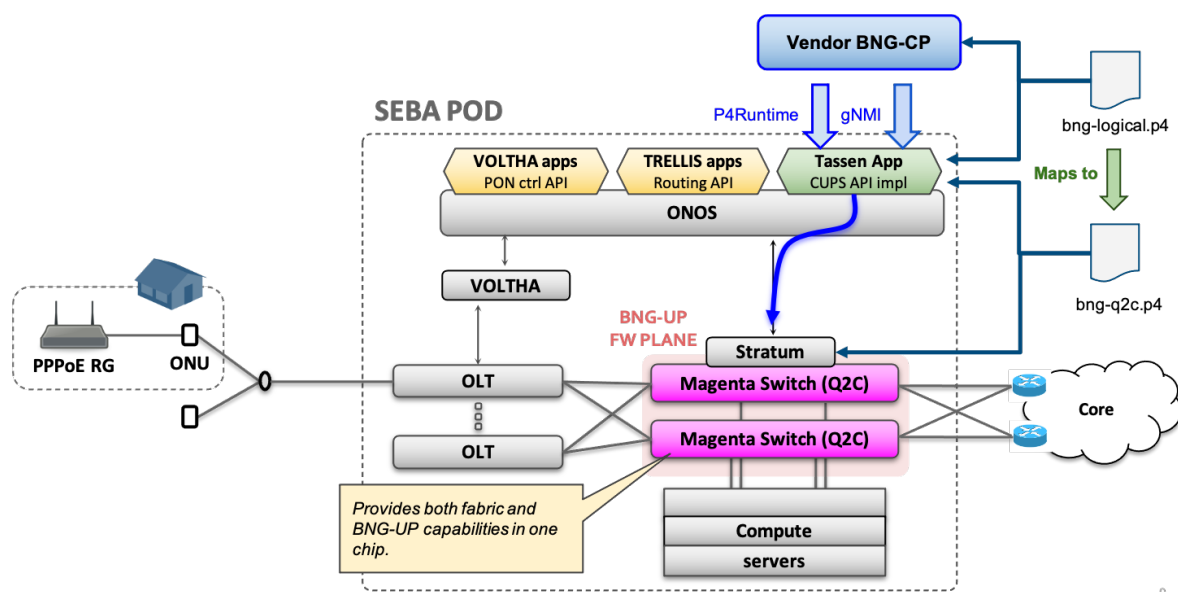 Vendor BNG-CP
bng-logical.p4
SEBA POD
P4Runtime
gNMI
VOLTHA apps
PON ctrl API
TRELLIS apps
Routing API
Tassen App
CUPS API impl
Maps to
ONOS
VOLTHA
bng-q2c.p4
BNG-UP
FW PLANE
Stratum
PPPoE RG
ONU
OLT
Magenta Switch (Q2C)
Core
OLT
Magenta Switch (Q2C)
Provides both fabric and
BNG-UP capabilities in one
chip.
Compute
servers